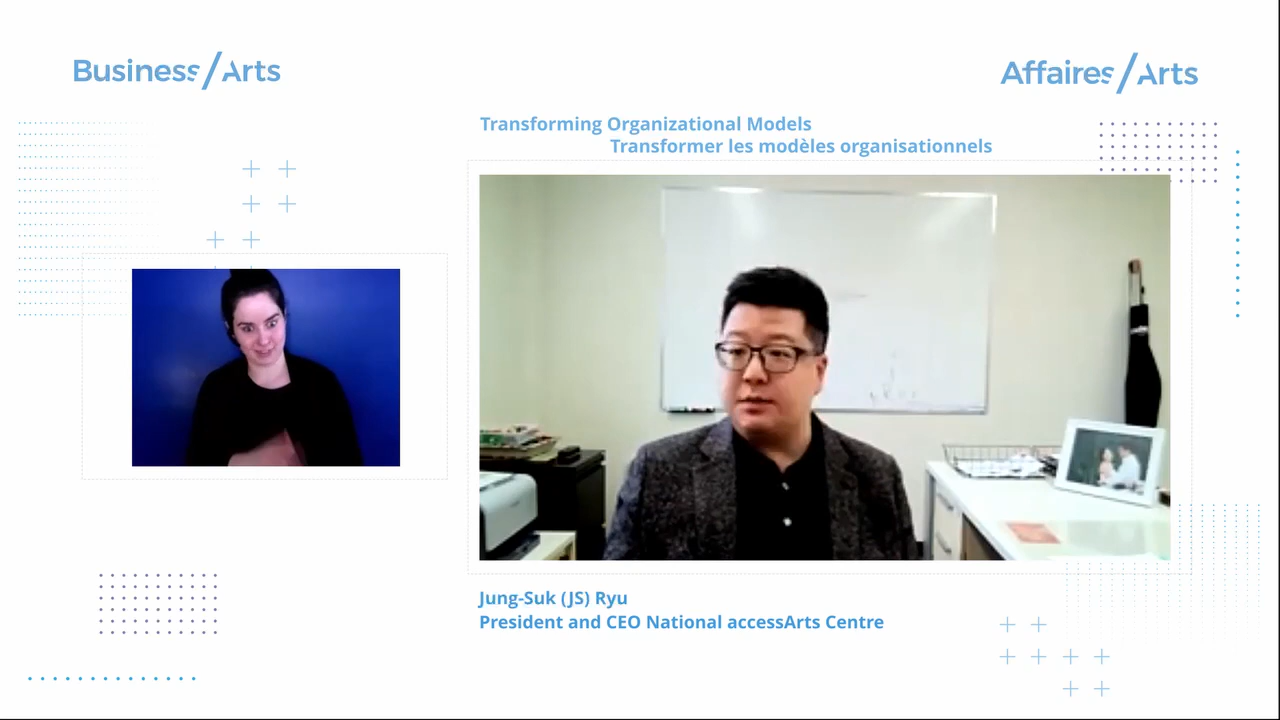 Business/Arts
Affaires/Arts
Transforming Organizational Models
Transformer les modèles organisationnels
Jung-Suk (JS) Ryu
President and CEO National accessArts Centre